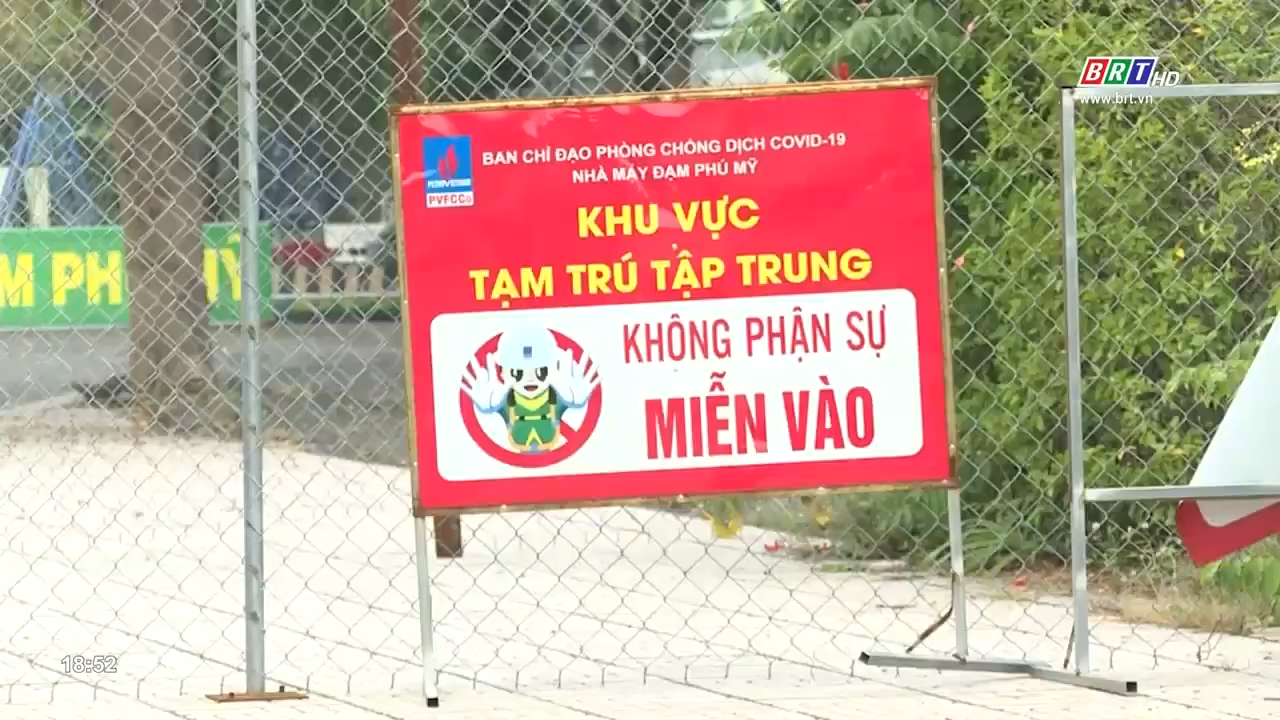 BRT HD
www.brt.vn
PETROVIETNAM
PVFCCo
BAN CHỈ ĐẠO PHÒNG CHỐNG DỊCH COVID-19
NHÀ MÁY ĐẠM PHÚ MỸ
KHU VỰC
TẠM TRÚ TẬP TRUNG
KHÔNG PHẬN SỰ
MIỄN VÀO
M PH Ỹ
18:52